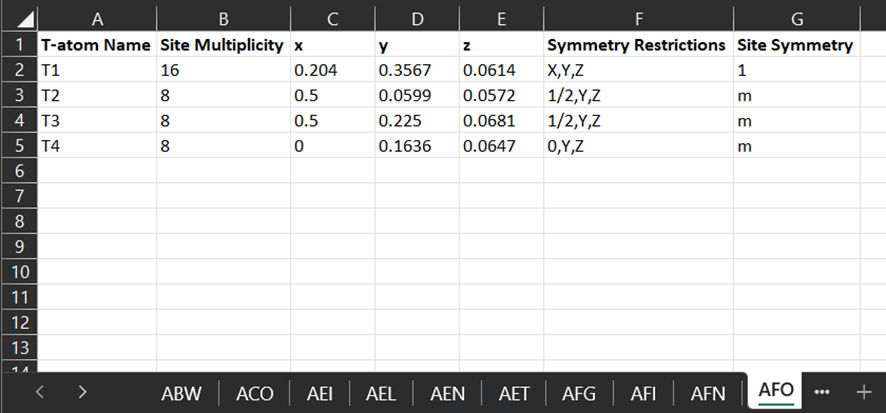 A B C D E F G
1 T-atom Name Site Multiplicity x y z Symmetry Restrictions Site Symmetry
2 T1 16 0.204 0.3567 0.0614 X,Y,Z 1
3 T2 8 0.5 0.0599 0.0572 1/2,Y,Z m
4 T3 8 0.5 0.225 0.0681 1/2,Y,Z m
5 T4 8 0 0.1636 0.0647 0,Y,Z m
6
7
8
9
10
11
12
13
14
ABW ACO AEI AEL AEN AET AFG AFI AFN AFO ...